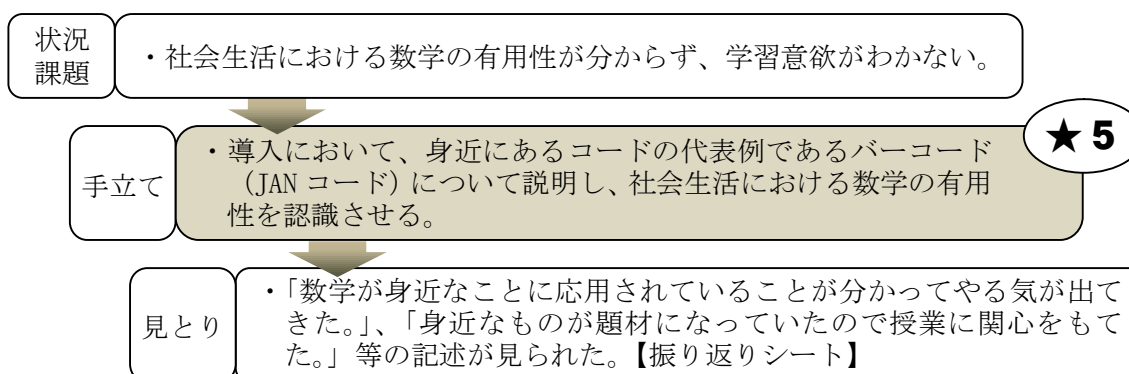 状況
課題
・社会生活における数学の有用性が分からず、学習意欲がわかない。
★5
手立て
・導入において、身近にあるコードの代表例であるバーコード
（JAN コード）について説明し、社会生活における数学の有用
性を認識させる。
見とり
・「数学が身近なことに応用されていることが分かってやる気が出て
きた。」、「身近なものが題材になっていたので授業に関心をもて
た。」等の記述が見られた。【振り返りシート】